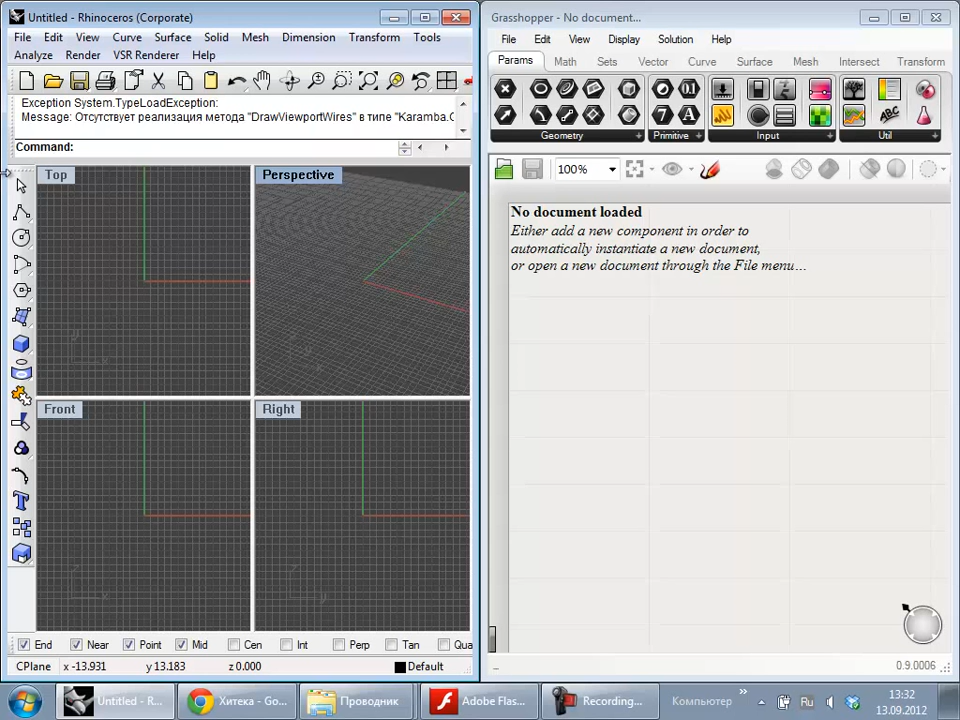 Untitled - Rhinoceros (Corporate)
File Edit View Curve Surface Solid Mesh Dimension Transform Tools
Analyze Render VSR Renderer Help
Exception System.TypeLoadException:
Message: Отсутствует реализация метода "DrawViewportWires" в типе "Karamba.
Command:
Top
Perspective
Front
Right
End Near Point Mid Cen Int Perp Tan Qua
CPlane x -13.931 y 13.183 z 0.000 Default
Grasshopper - No document...
File Edit View Display Solution Help
Params Math Sets Vector Curve Surface Mesh Intersect Transform
Geometry Primitive Input Util
100%
No document loaded
Either add a new component in order to
automatically instantiate a new document,
or open a new document through the File menu...
0.9.0006
Untitled - R... Хитека - Go... Проводник Adobe Flas... Recording... Компьютер » Ru
13:32
13.09.2012